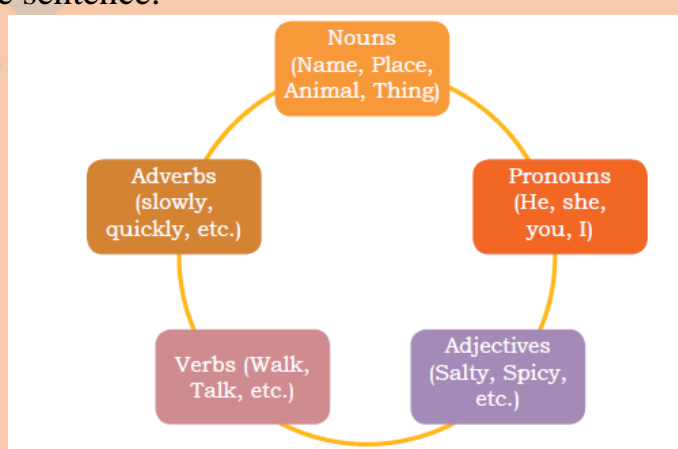 e sentence.
Nouns
(Name, Place,
Animal, Thing)
Pronouns
(He, she,
you, I)
Adjectives
(Salty, Spicy,
etc.)
Verbs (Walk,
Talk, etc.)
Adverbs
(slowly,
quickly, etc.)